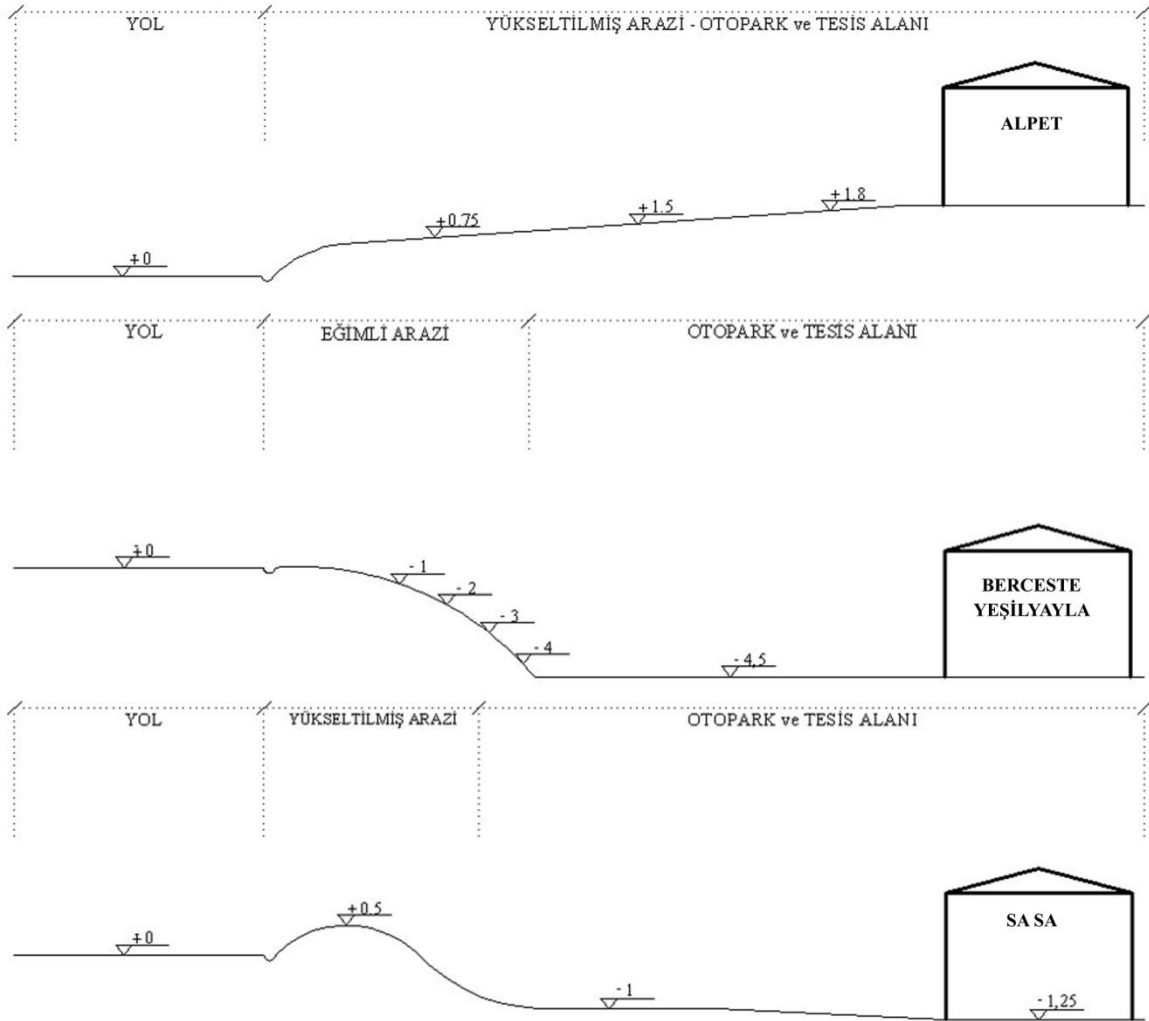 YOL
YÜKSELTİLMİŞ ARAZİ - OTOPARK ve TESİS ALANI
ALPET
+0
+0.75
+1.5
+1.8
YOL
EĞİMLİ ARAZİ
OTOPARK ve TESİS ALANI
+0
- 1
- 2
- 3
- 4
- 4,5
BERCESTE
YEŞİLYAYLA
YOL
YÜKSELTİLMİŞ ARAZİ
OTOPARK ve TESİS ALANI
+0
+0.5
- 1
SA SA
- 1,25